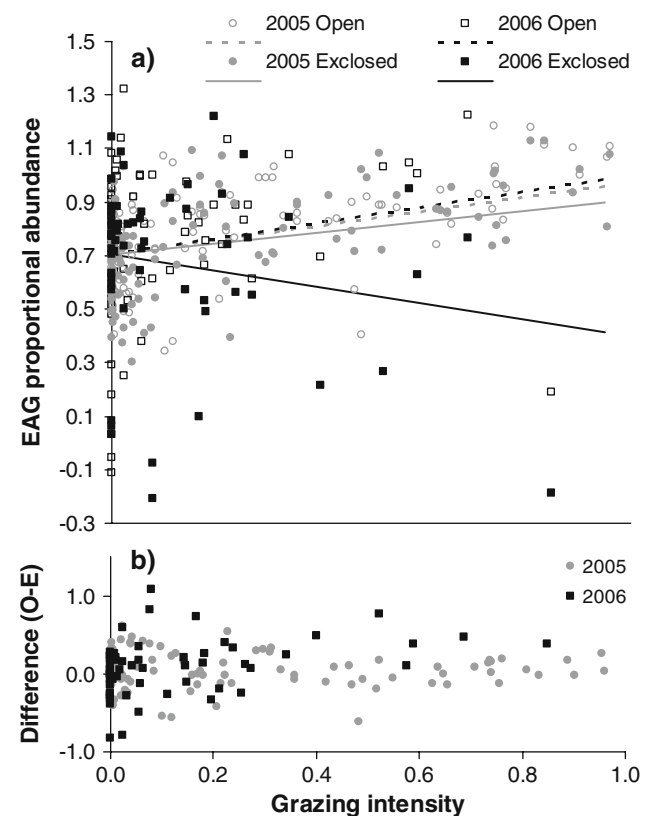 2005 Open 2006 Open
2005 Exclosed 2006 Exclosed
a)
EAG proportional abundance
1.5
1.3
1.1
0.9
0.7
0.5
0.3
0.1
-0.1
-0.3
b)
2005
2006
Difference (O-E)
1.0
0.0
-1.0
0.0 0.2 0.4 0.6 0.8 1.0
Grazing intensity